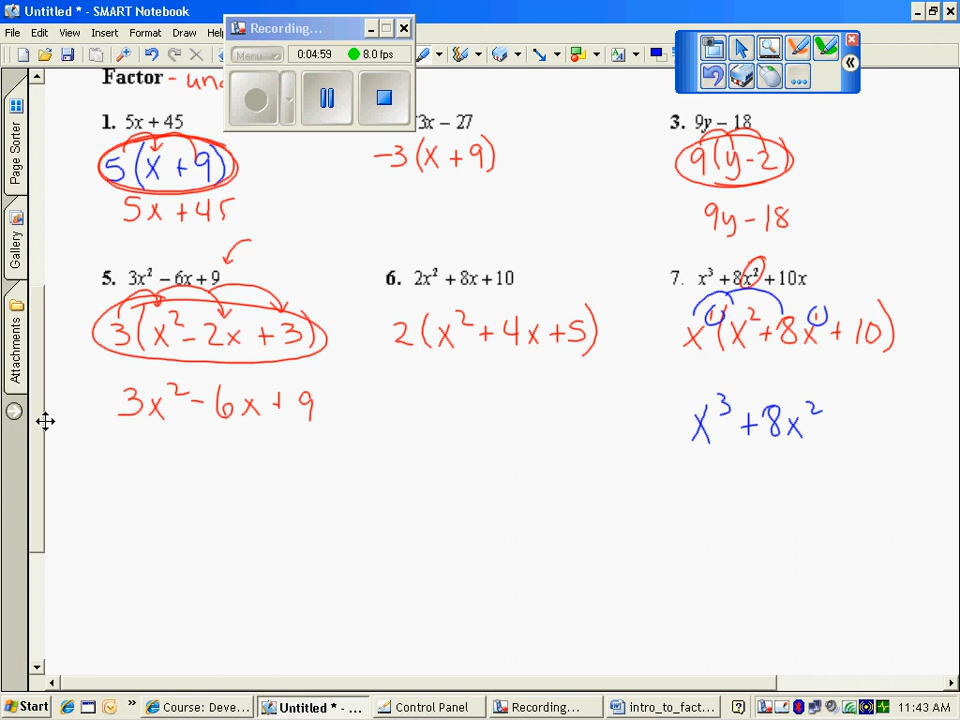 Untitled * - SMART Notebook
File Edit View Insert Format Draw
Recording...
Menu 0:04:59 8.0 fps
Page Sorter
Gallery
Attachments
Factor -
1. 5x + 45
3x – 27
3. 9y – 18
5(x + 9)
-3(x + 9)
9(y - 2)
5x + 45
9y - 18
5. 3x² – 6x + 9
6. 2x² + 8x + 10
7. x³ + 8x² + 10x
3(x² - 2x + 3)
2(x² + 4x + 5)
x¹(x² + 8x¹ + 10)
3x² - 6x + 9
x³ + 8x²
Start Course: Deve... Untitled * - ... Control Panel Recording... intro_to_fact... 11:43 AM